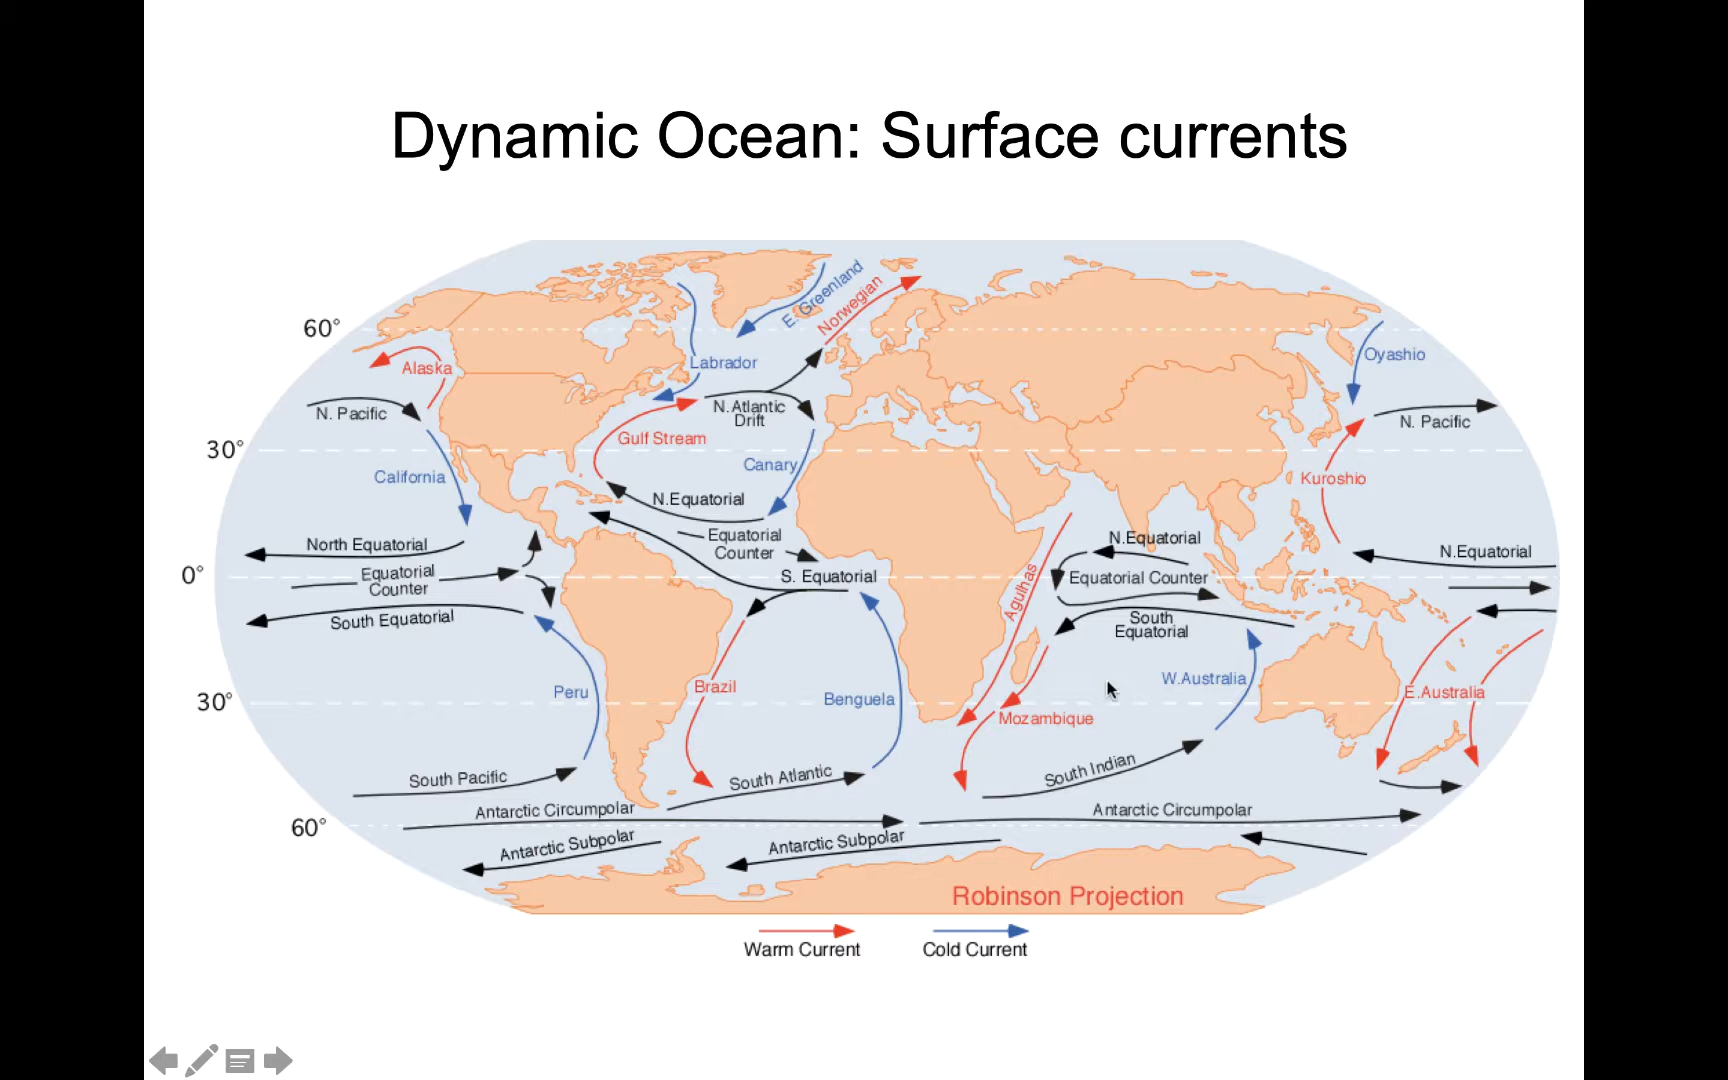 Dynamic Ocean: Surface currents
60°
30°
0°
30°
60°
Alaska
N. Pacific
California
North Equatorial
Equatorial
Counter
South Equatorial
Peru
South Pacific
Antarctic Circumpolar
Antarctic Subpolar
Labrador
E. Greenland
Norwegian
N.Atlantic
Drift
Gulf Stream
Canary
N.Equatorial
Equatorial
Counter
S. Equatorial
Brazil
Benguela
South Atlantic
Antarctic Subpolar
Agulhas
Mozambique
N.Equatorial
Equatorial Counter
South
Equatorial
W.Australia
South Indian
Antarctic Circumpolar
Oyashio
N. Pacific
Kuroshio
N.Equatorial
E.Australia
Robinson Projection
Warm Current
Cold Current